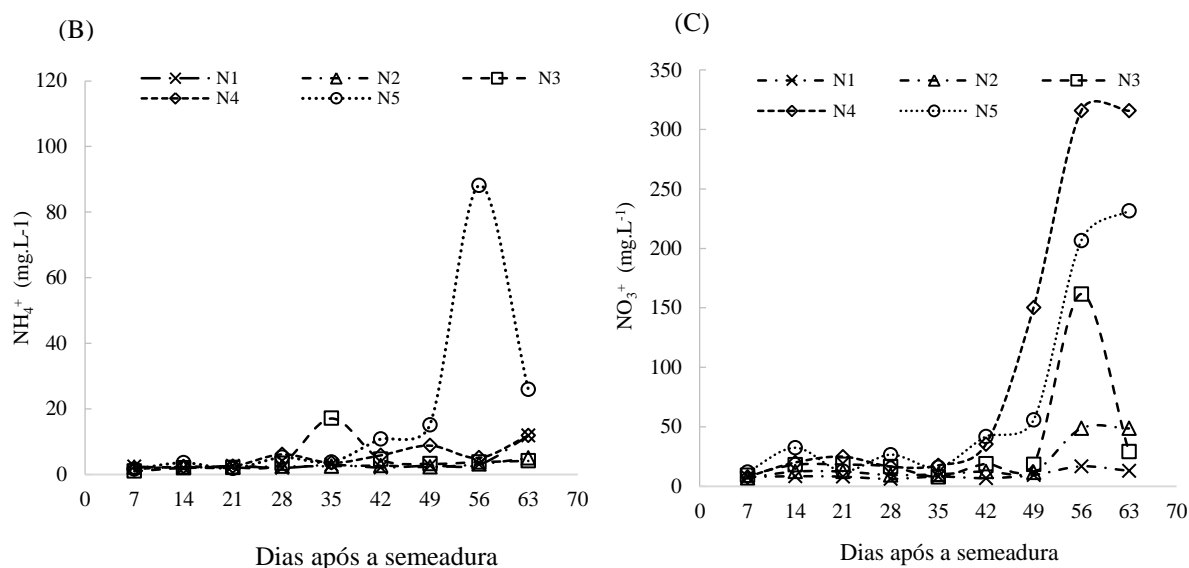 (B)
N1 N2 N3
N4 N5
NH₄⁺ (mg.L-1)
120
100
80
60
40
20
0
0 7 14 21 28 35 42 49 56 63 70
Dias após a semeadura
(C)
N1 N2 N3
N4 N5
NO₃⁺ (mg.L⁻¹)
350
300
250
200
150
100
50
0
0 7 14 21 28 35 42 49 56 63 70
Dias após a semeadura